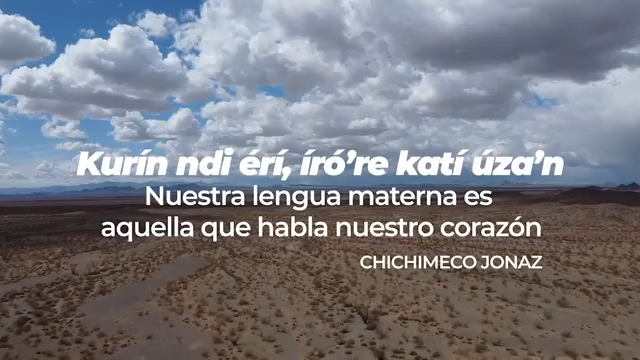 Kurín ndi érí, író're katí úza'n
Nuestra lengua materna es
aquella que habla nuestro corazón
CHICHIMECO JONAZ